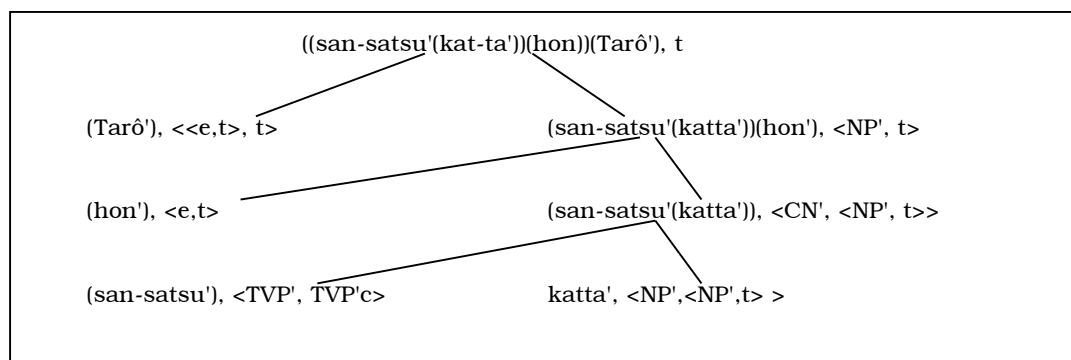 ((san-satsu'(kat-ta'))(hon))(Tarô'), t
(Tarô'), <<e,t>, t> (san-satsu'(katta'))(hon'), <NP', t>
(hon'), <e,t> (san-satsu'(katta')), <CN', <NP', t>>
(san-satsu'), <TVP', TVP'c> katta', <NP',<NP',t> >